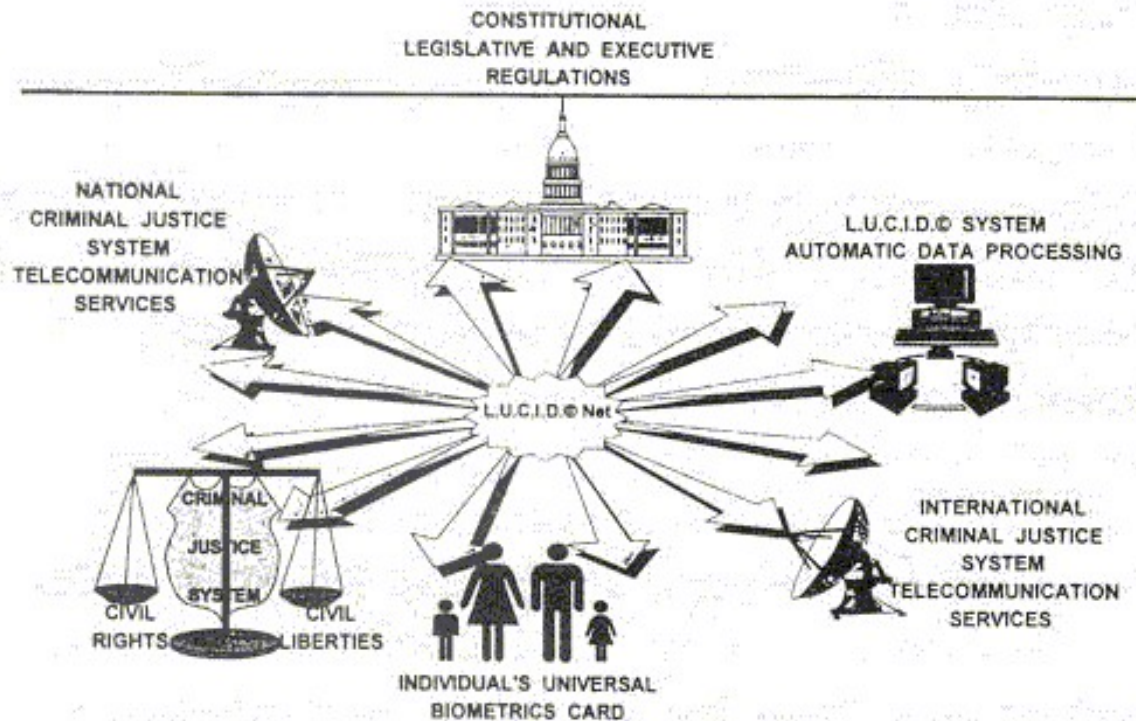 CONSTITUTIONAL
LEGISLATIVE AND EXECUTIVE
REGULATIONS
NATIONAL
CRIMINAL JUSTICE
SYSTEM
TELECOMMUNICATION
SERVICES
L.U.C.I.D.© SYSTEM
AUTOMATIC DATA PROCESSING
L.U.C.I.D.© Net
CRIMINAL
JUSTICE
SYSTEM
CIVIL
RIGHTS
CIVIL
LIBERTIES
INTERNATIONAL
CRIMINAL JUSTICE
SYSTEM
TELECOMMUNICATION
SERVICES
INDIVIDUAL'S UNIVERSAL
BIOMETRICS CARD